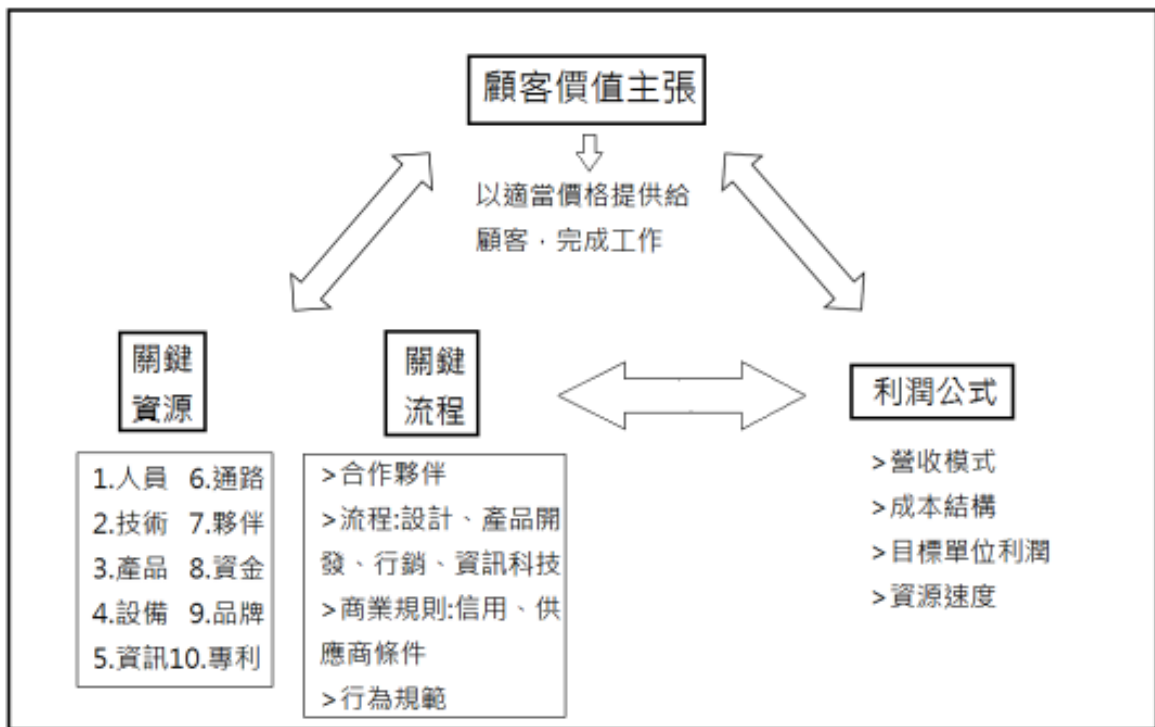 顧客價值主張
以適當價格提供給
顧客，完成工作
關鍵
資源
1.人員 6.通路
2.技術 7.夥伴
3.產品 8.資金
4.設備 9.品牌
5.資訊10.專利
關鍵
流程
>合作夥伴
>流程:設計、產品開
發、行銷、資訊科技
>商業規則:信用、供
應商條件
>行為規範
利潤公式
>營收模式
>成本結構
>目標單位利潤
>資源速度